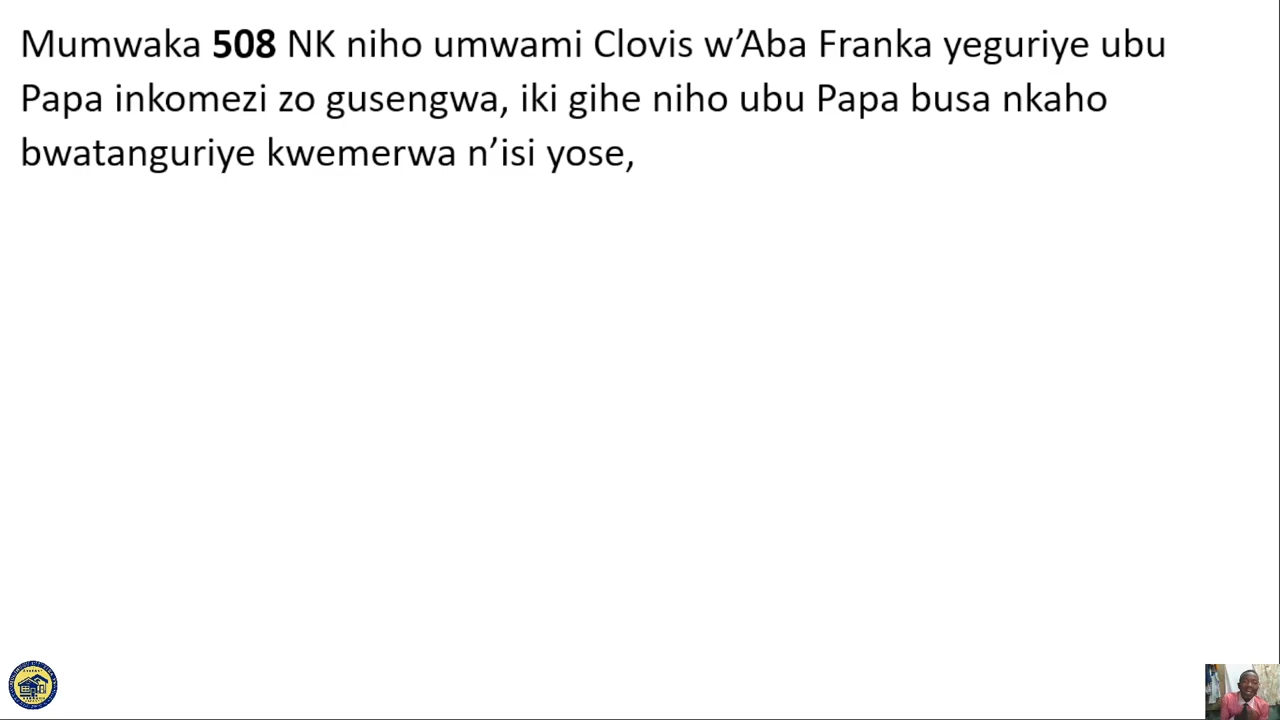 Mumwaka 508 NK niho umwami Clovis w’Aba Franka yeguriye ubu
Papa inkomezi zo gusengwa, iki gihe niho ubu Papa busa nkaho
bwatanguriye kwemerwa n’isi yose,